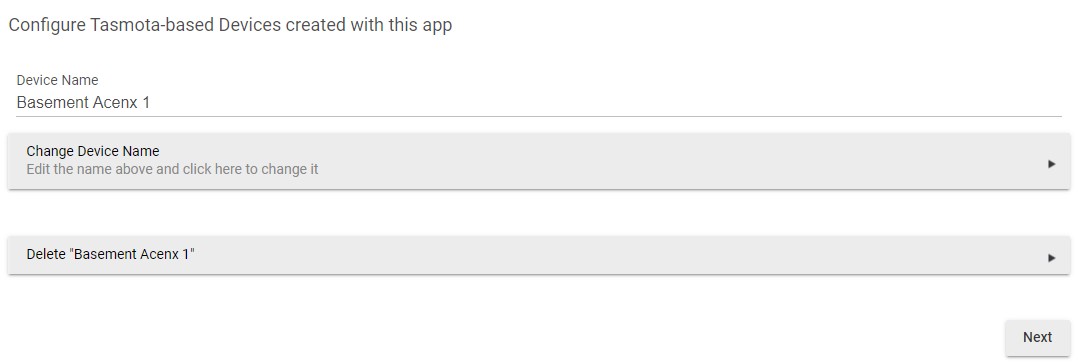 Configure Tasmota-based Devices created with this app
Device Name
Basement Acenx 1
Change Device Name
Edit the name above and click here to change it
Delete "Basement Acenx 1"
Next